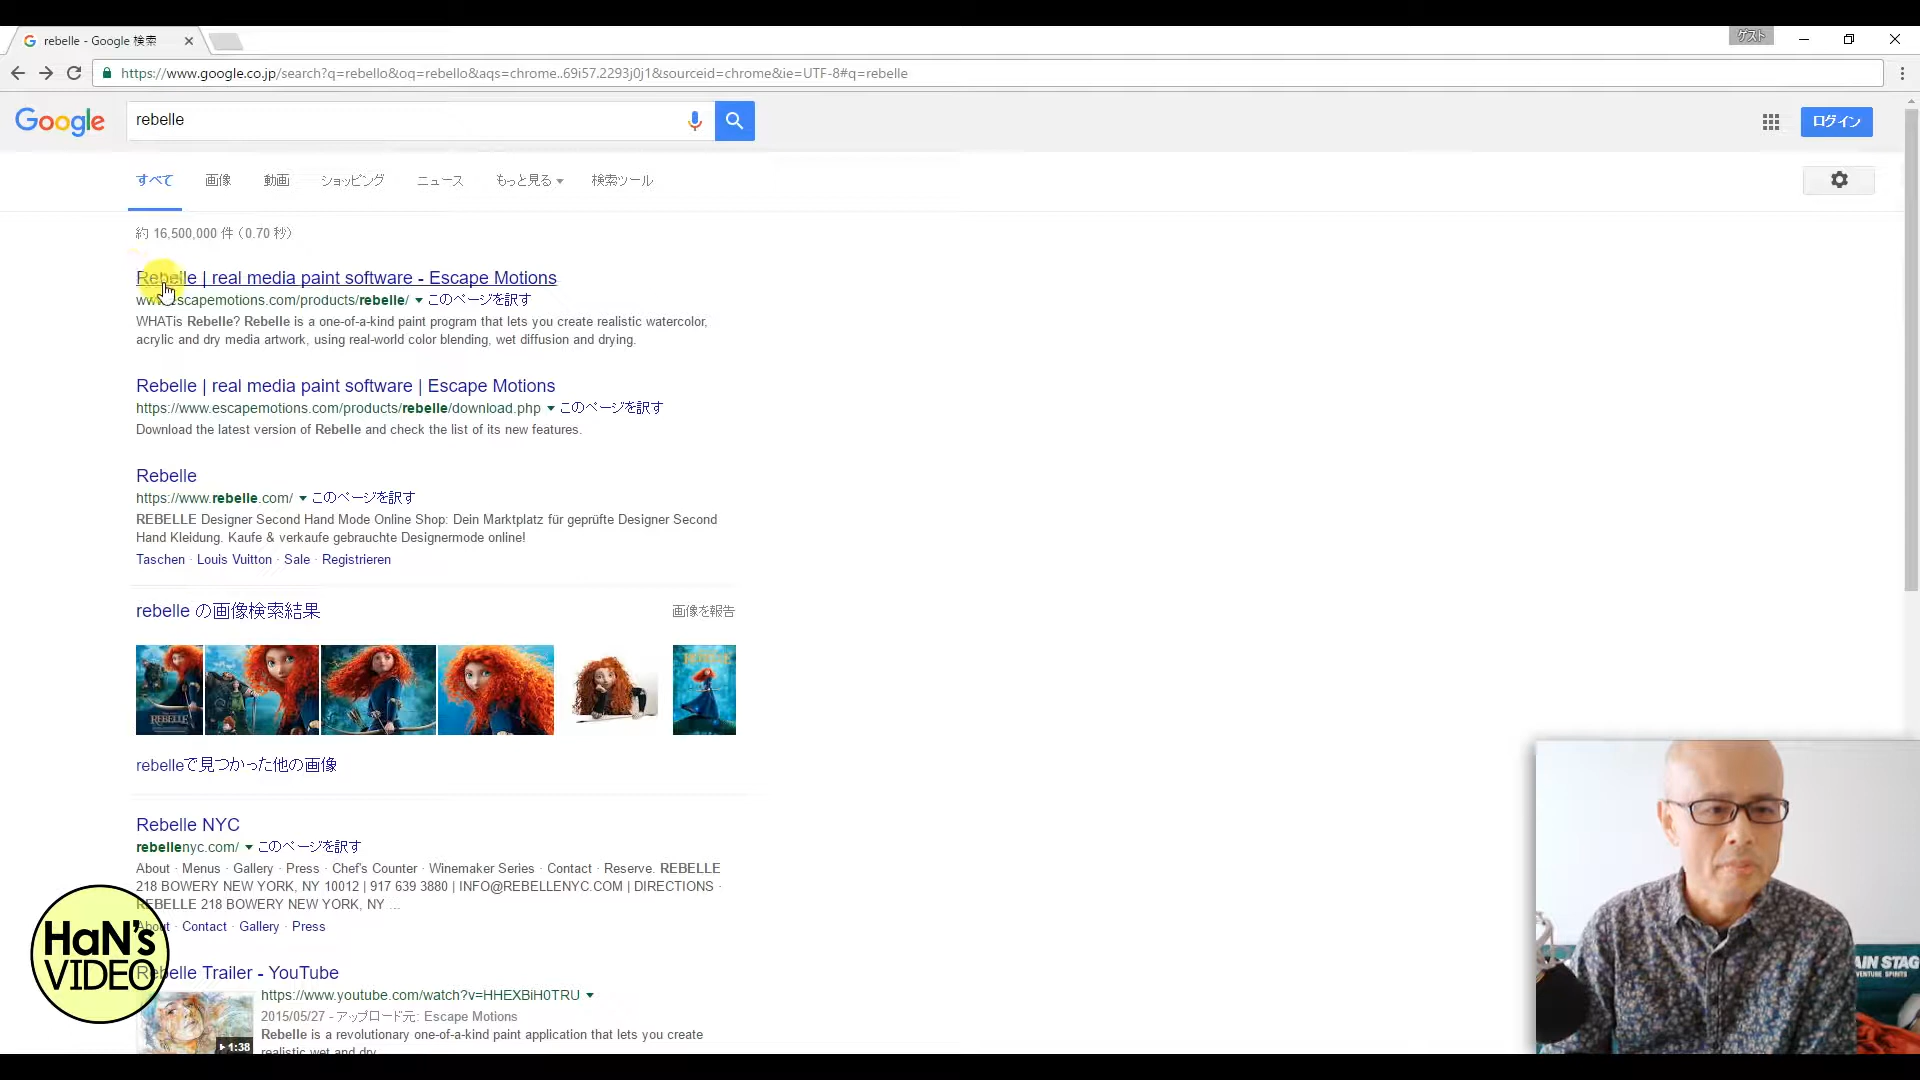 rebelle - Google 検索
ゲスト
https://www.google.co.jp/search?q=rebello&oq=rebello&aqs=chrome..69i57.2293j0j1&sourceid=chrome&ie=UTF-8#q=rebelle
Google
rebelle
ログイン
すべて 画像 動画 ショッピング ニュース もっと見る 検索ツール
約 16,500,000 件 (0.70 秒)
Rebelle | real media paint software - Escape Motions
www.escapemotions.com/products/rebelle/ このページを訳す
WHATis Rebelle? Rebelle is a one-of-a-kind paint program that lets you create realistic watercolor,
acrylic and dry media artwork, using real-world color blending, wet diffusion and drying.
Rebelle | real media paint software | Escape Motions
https://www.escapemotions.com/products/rebelle/download.php このページを訳す
Download the latest version of Rebelle and check the list of its new features.
Rebelle
https://www.rebelle.com/ このページを訳す
REBELLE Designer Second Hand Mode Online Shop: Dein Marktplatz für geprüfte Designer Second
Hand Kleidung. Kaufe & verkaufe gebrauchte Designermode online!
Taschen · Louis Vuitton · Sale · Registrieren
rebelle の画像検索結果
画像を報告
REBELLE
rebelleで見つかった他の画像
Rebelle NYC
rebellenyc.com/ このページを訳す
About · Menus · Gallery · Press · Chef's Counter · Winemaker Series · Contact · Reserve. REBELLE
218 BOWERY NEW YORK, NY 10012 | 917 639 3880 | INFO@REBELLENYC.COM | DIRECTIONS ·
REBELLE 218 BOWERY NEW YORK, NY ...
About · Contact · Gallery · Press
Rebelle Trailer - YouTube
https://www.youtube.com/watch?v=HHEXBiH0TRU
2015/05/27 - アップロード元: Escape Motions
Rebelle is a revolutionary one-of-a-kind paint application that lets you create
realistic wet and dry
1:38
HaN's
VIDEO
AIN STAG
VENTURE SPIRITS